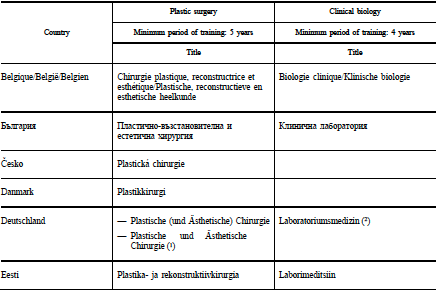 Country
Plastic surgery
Clinical biology
Minimum period of training: 5 years
Minimum period of training: 4 years
Title
Title
Belgique/België/Belgien
Chirurgie plastique, reconstructrice et
esthétique/Plastische, reconstructieve en
esthetische heelkunde
Biologie clinique/Klinische biologie
България
Пластично-възстановителна и
естетична хирургия
Клинична лаборатория
Česko
Plastická chirurgie
Danmark
Plastikkirurgi
Deutschland
— Plastische (und Ästhetische) Chirurgie
— Plastische und Ästhetische
Chirurgie (¹)
Laboratoriumsmedizin (²)
Eesti
Plastika- ja rekonstruktiivkirurgia
Laborimeditsiin